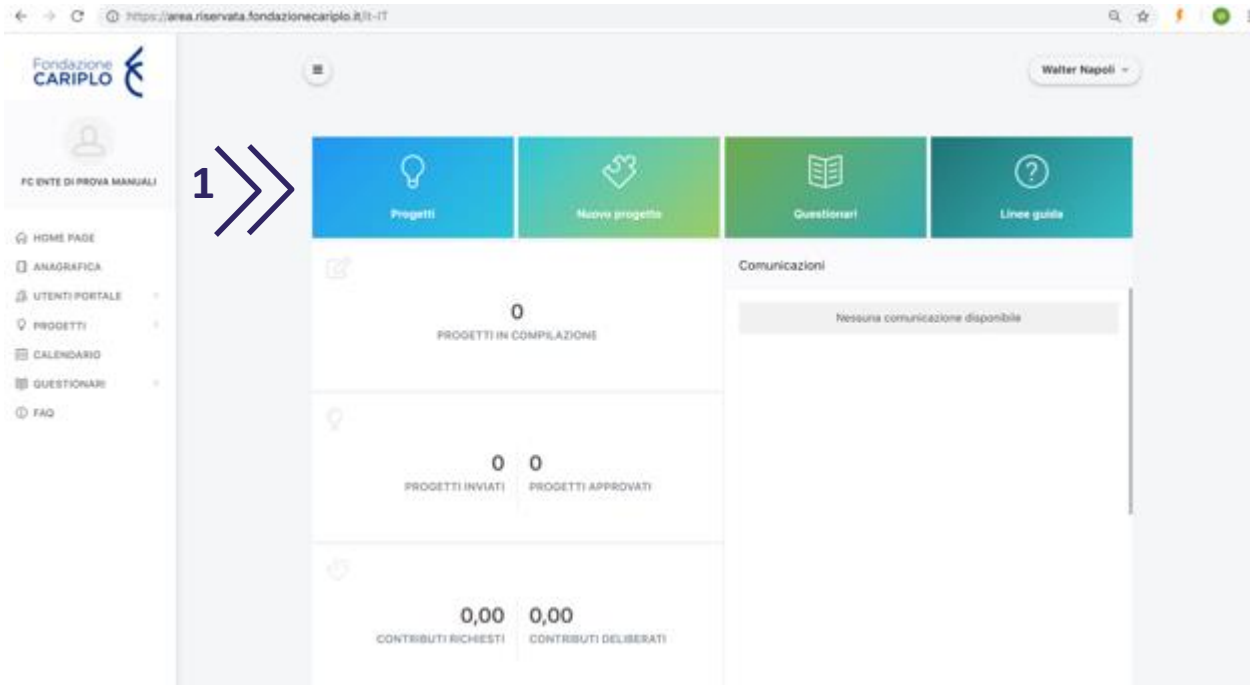 https://area.riservata.fondazionecariplo.it/it-IT
Fondazione
CARIPLO
Walter Napoli
FC ENTE DI PROVA MANUALI
1
Progetti
Nuovo progetto
Questionari
Linee guida
HOME PAGE
ANAGRAFICA
UTENTI PORTALE
PROGETTI
CALENDARIO
QUESTIONARI
FAQ
0
PROGETTI IN COMPILAZIONE
Comunicazioni
Nessuna comunicazione disponibile
0 0
PROGETTI INVIATI PROGETTI APPROVATI
0,00 0,00
CONTRIBUTI RICHIESTI CONTRIBUTI DELIBERATI